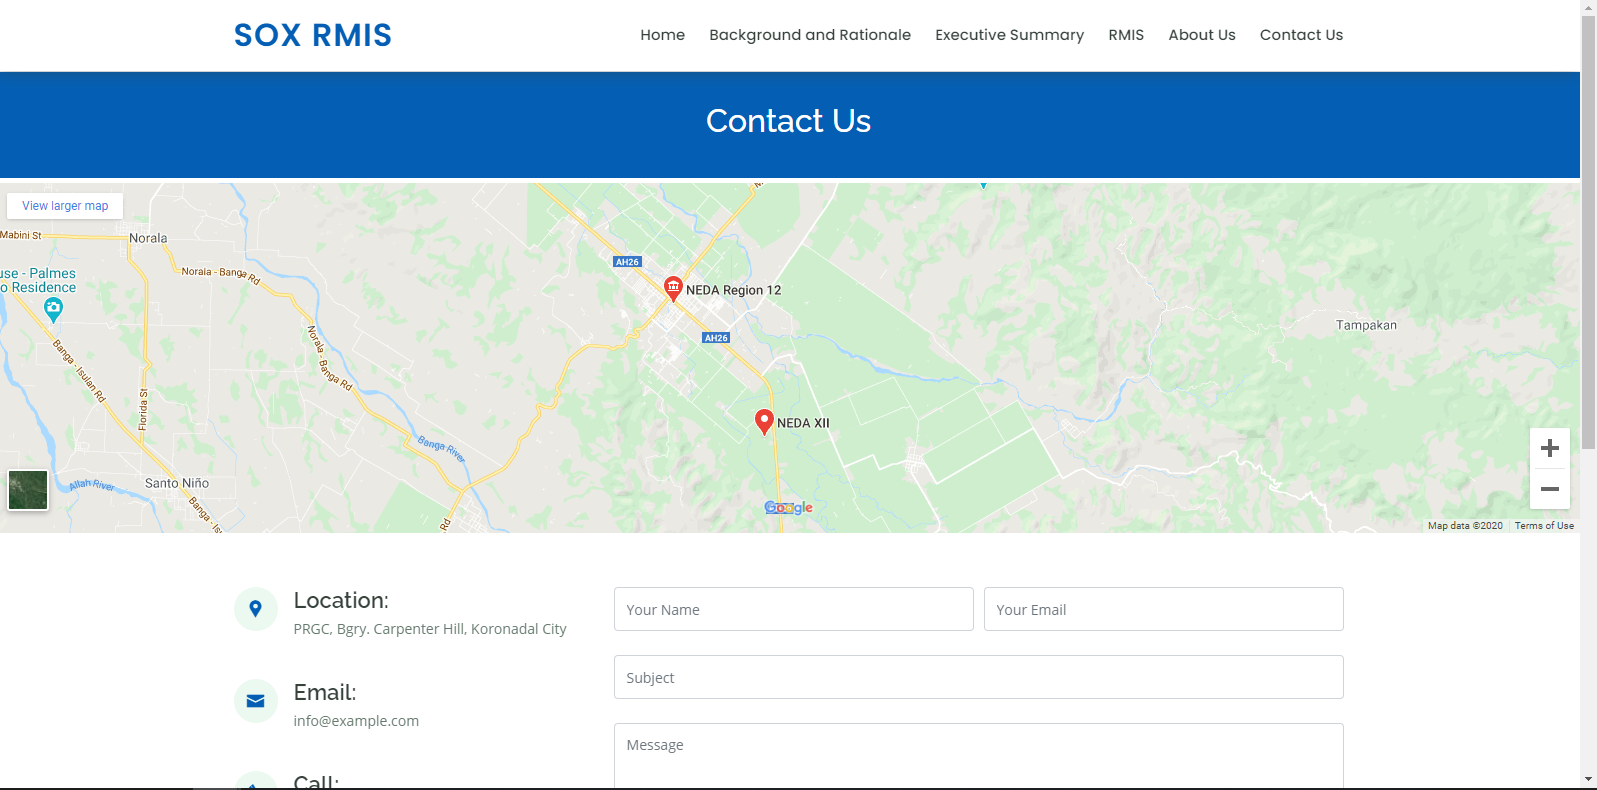 SOX RMIS
Home Background and Rationale Executive Summary RMIS About Us Contact Us
Contact Us
View larger map
Mabini St
Norala
Norala - Banga Rd
use - Palmes
o Residence
AH26
NEDA Region 12
AH26
Tampakan
Norala - Banga Rd
Banga - Isulan Rd
Florida St
NEDA XII
Banga River
Allah River
Santo Niño
Banga - Is
Rd
Google
Map data ©2020 Terms of Use
Location:
PRGC, Bgry. Carpenter Hill, Koronadal City
Your Name
Your Email
Subject
Email:
info@example.com
Message
Call: